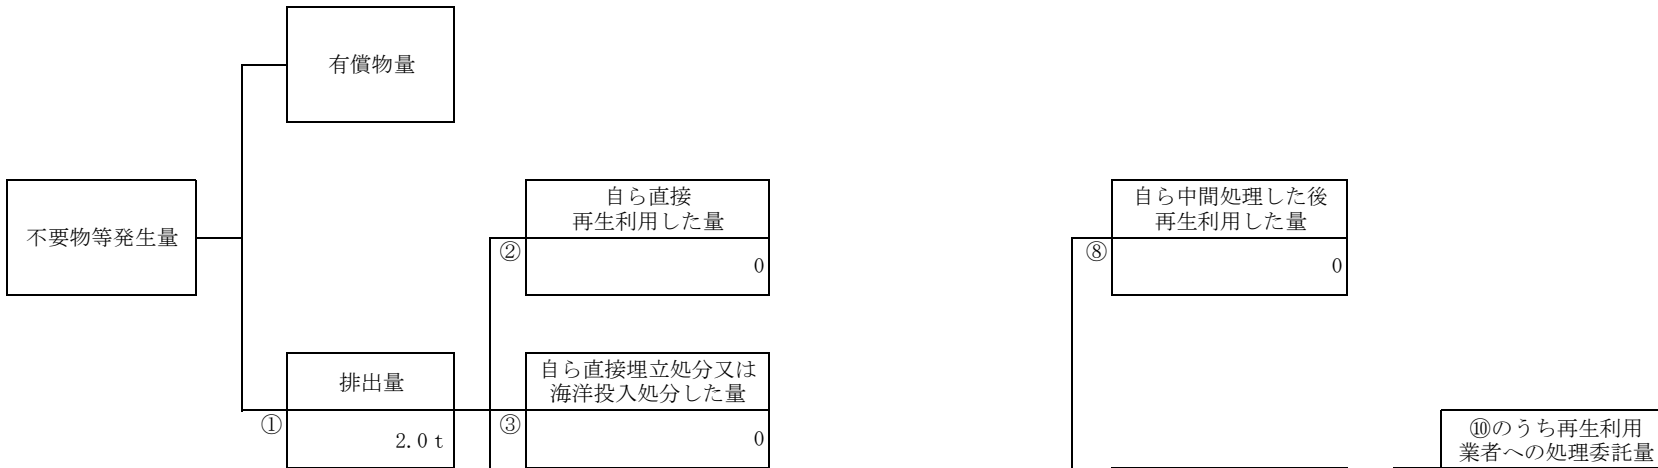 有償物量
不要物等発生量
自ら直接
再生利用した量
②
0
自ら中間処理した後
再生利用した量
⑧
0
排出量
①
2.0 t
自ら直接埋立処分又は
海洋投入処分した量
③
0
⑩のうち再生利用
業者への処理委託量